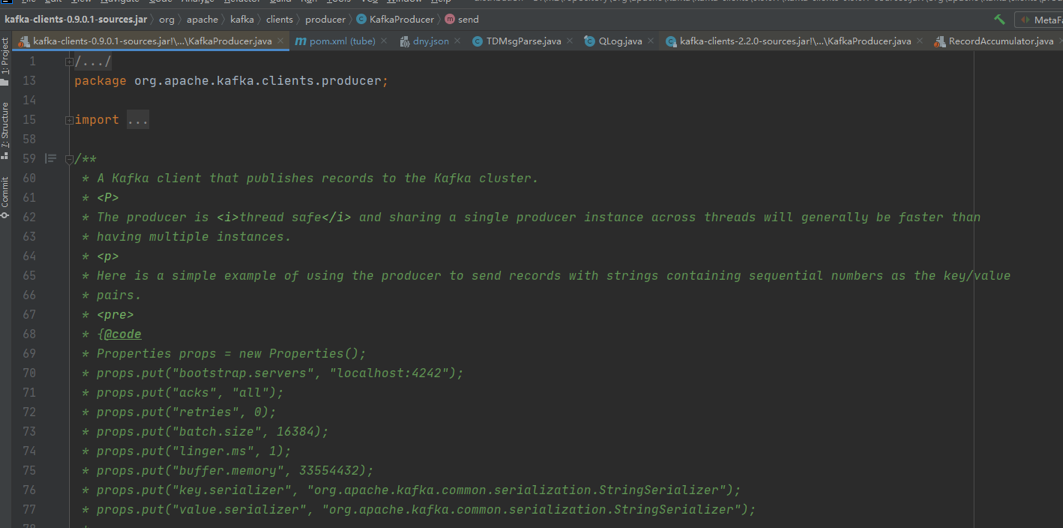 kafka-clients-0.9.0.1-sources.jar › org › apache › kafka › clients › producer › KafkaProducer › send
MetaFa
kafka-clients-0.9.0.1-sources.jar!\...\KafkaProducer.java × pom.xml (tube) × dny.json × TDMsgParse.java × QLog.java × kafka-clients-2.2.0-sources.jar!\...\KafkaProducer.java × RecordAccumulator.java ×
1: Project
7: Structure
Commit
1 /.../
13 package org.apache.kafka.clients.producer;
14
15 import ...
58
59 /**
60 * A Kafka client that publishes records to the Kafka cluster.
61 * <P>
62 * The producer is <i>thread safe</i> and sharing a single producer instance across threads will generally be faster than
63 * having multiple instances.
64 * <p>
65 * Here is a simple example of using the producer to send records with strings containing sequential numbers as the key/value
66 * pairs.
67 * <pre>
68 * {@code
69 * Properties props = new Properties();
70 * props.put("bootstrap.servers", "localhost:4242");
71 * props.put("acks", "all");
72 * props.put("retries", 0);
73 * props.put("batch.size", 16384);
74 * props.put("linger.ms", 1);
75 * props.put("buffer.memory", 33554432);
76 * props.put("key.serializer", "org.apache.kafka.common.serialization.StringSerializer");
77 * props.put("value.serializer", "org.apache.kafka.common.serialization.StringSerializer");